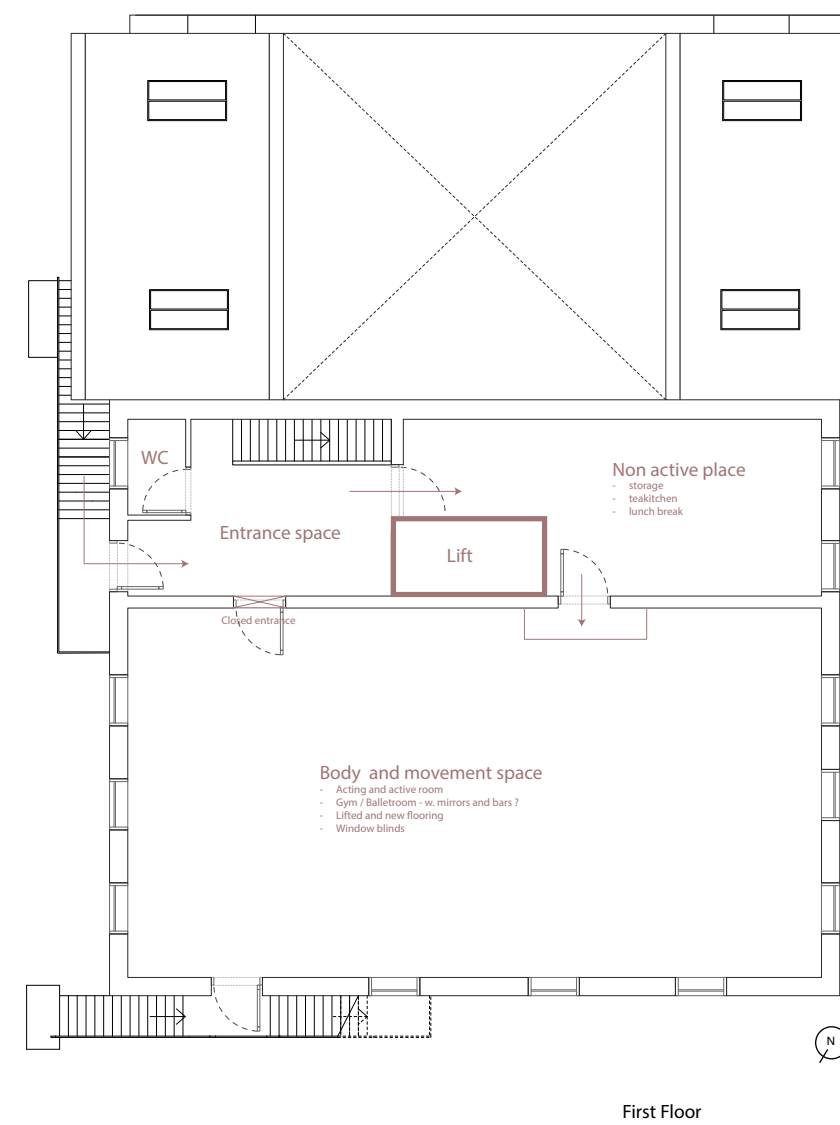 WC
Non active place
- storage
- teakitchen
- lunch break
Entrance space
Lift
Closed entrance
Body and movement space
- Acting and active room
- Gym / Balletroom - w. mirrors and bars ?
- Lifted and new flooring
- Window blinds
N
First Floor